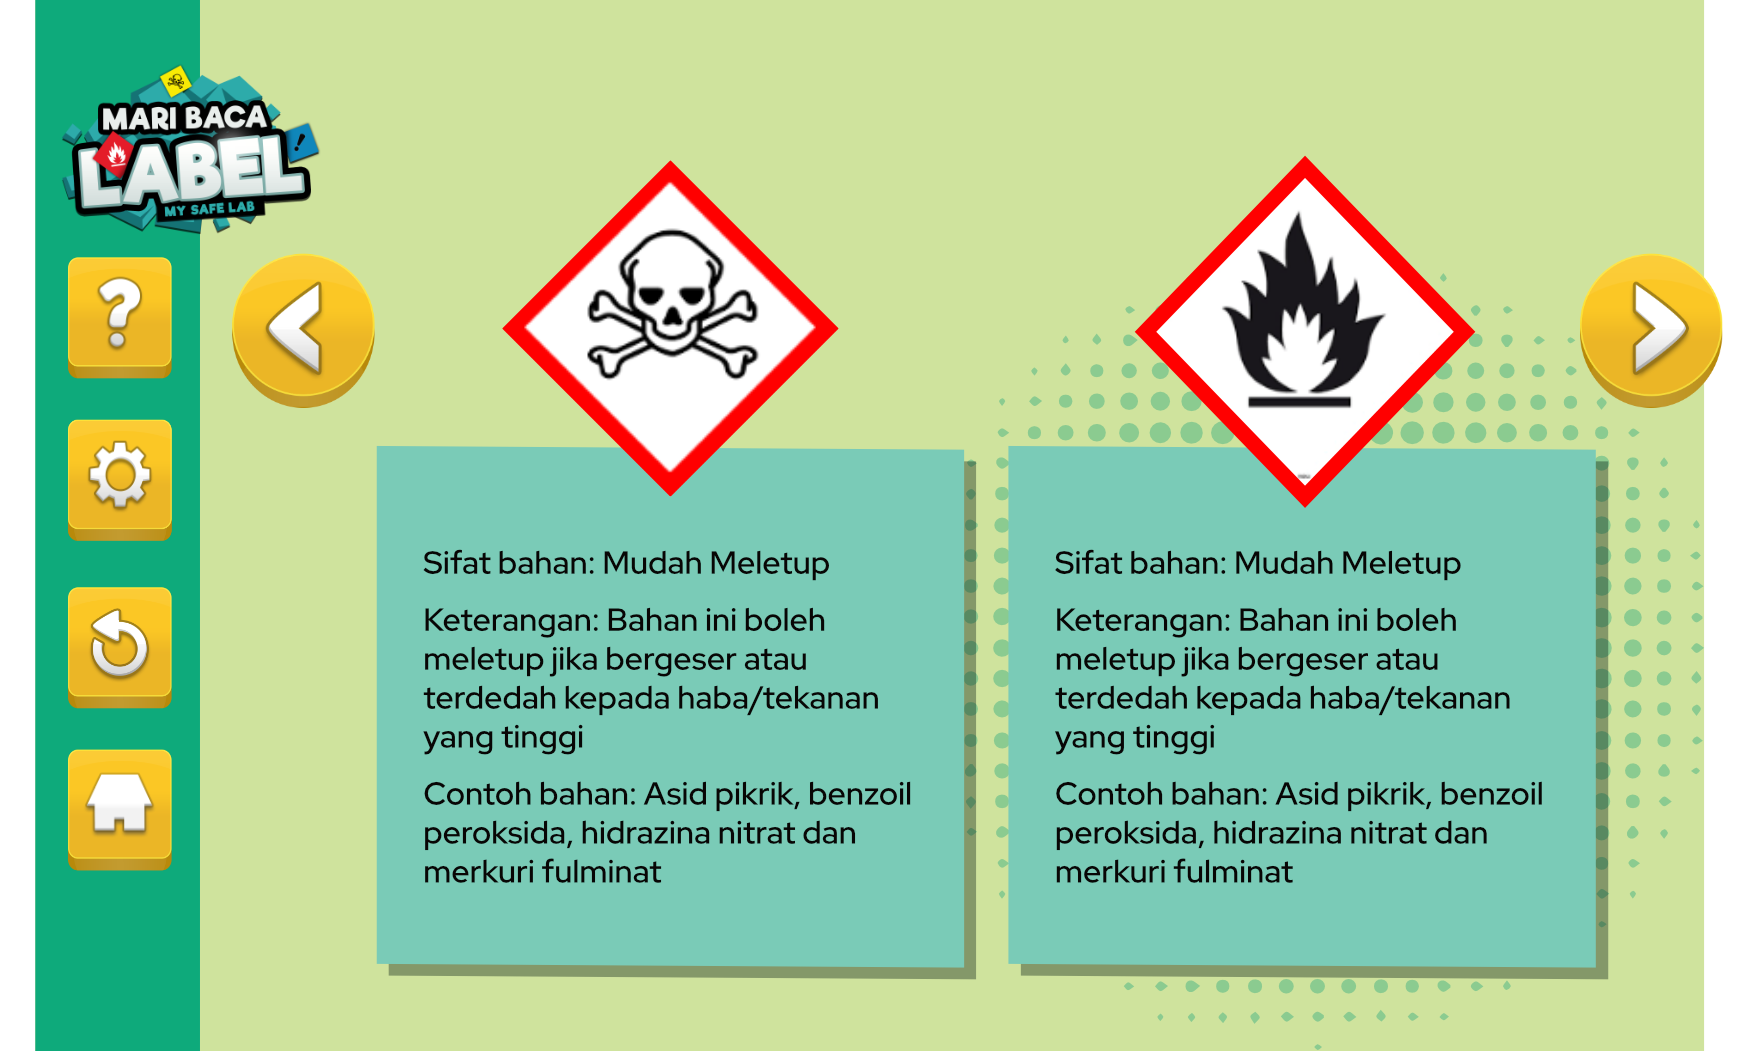 MARI BACA
LABEL
MY SAFE LAB
Sifat bahan: Mudah Meletup
Keterangan: Bahan ini boleh
meletup jika bergeser atau
terdedah kepada haba/tekanan
yang tinggi
Contoh bahan: Asid pikrik, benzoil
peroksida, hidrazina nitrat dan
merkuri fulminat
Sifat bahan: Mudah Meletup
Keterangan: Bahan ini boleh
meletup jika bergeser atau
terdedah kepada haba/tekanan
yang tinggi
Contoh bahan: Asid pikrik, benzoil
peroksida, hidrazina nitrat dan
merkuri fulminat